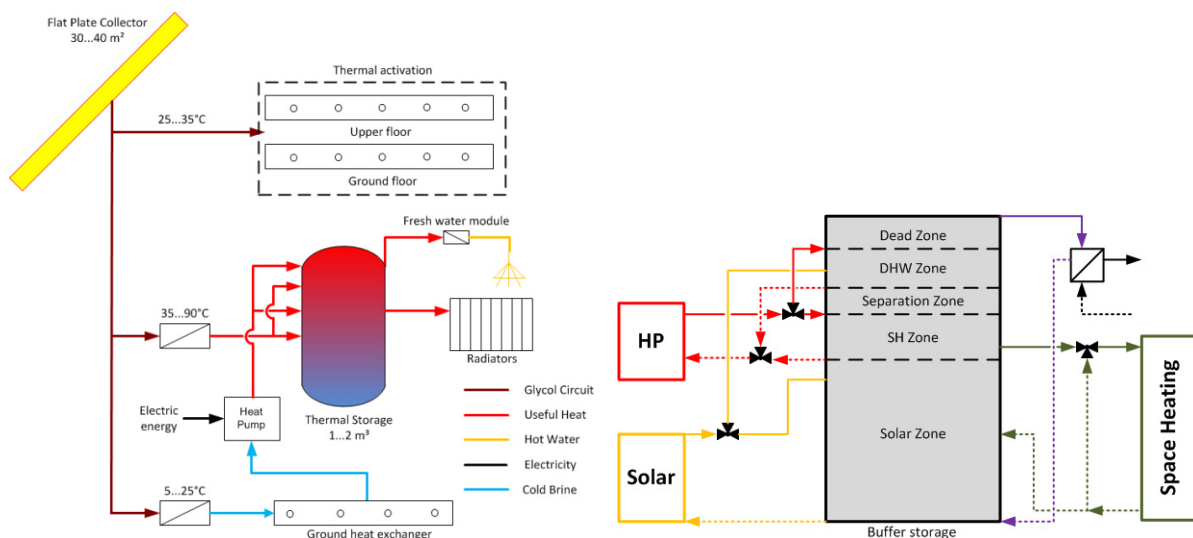 Flat Plate Collector
30...40 m²
Thermal activation
25...35°C
Upper floor
Ground floor
Fresh water module
35...90°C
Radiators
Electric
energy
Heat
Pump
Thermal Storage
1...2 m³
Glycol Circuit
Useful Heat
Hot Water
Electricity
Cold Brine
5...25°C
Ground heat exchanger
Dead Zone
DHW Zone
Separation Zone
HP
SH Zone
Solar Zone
Solar
Space Heating
Buffer storage